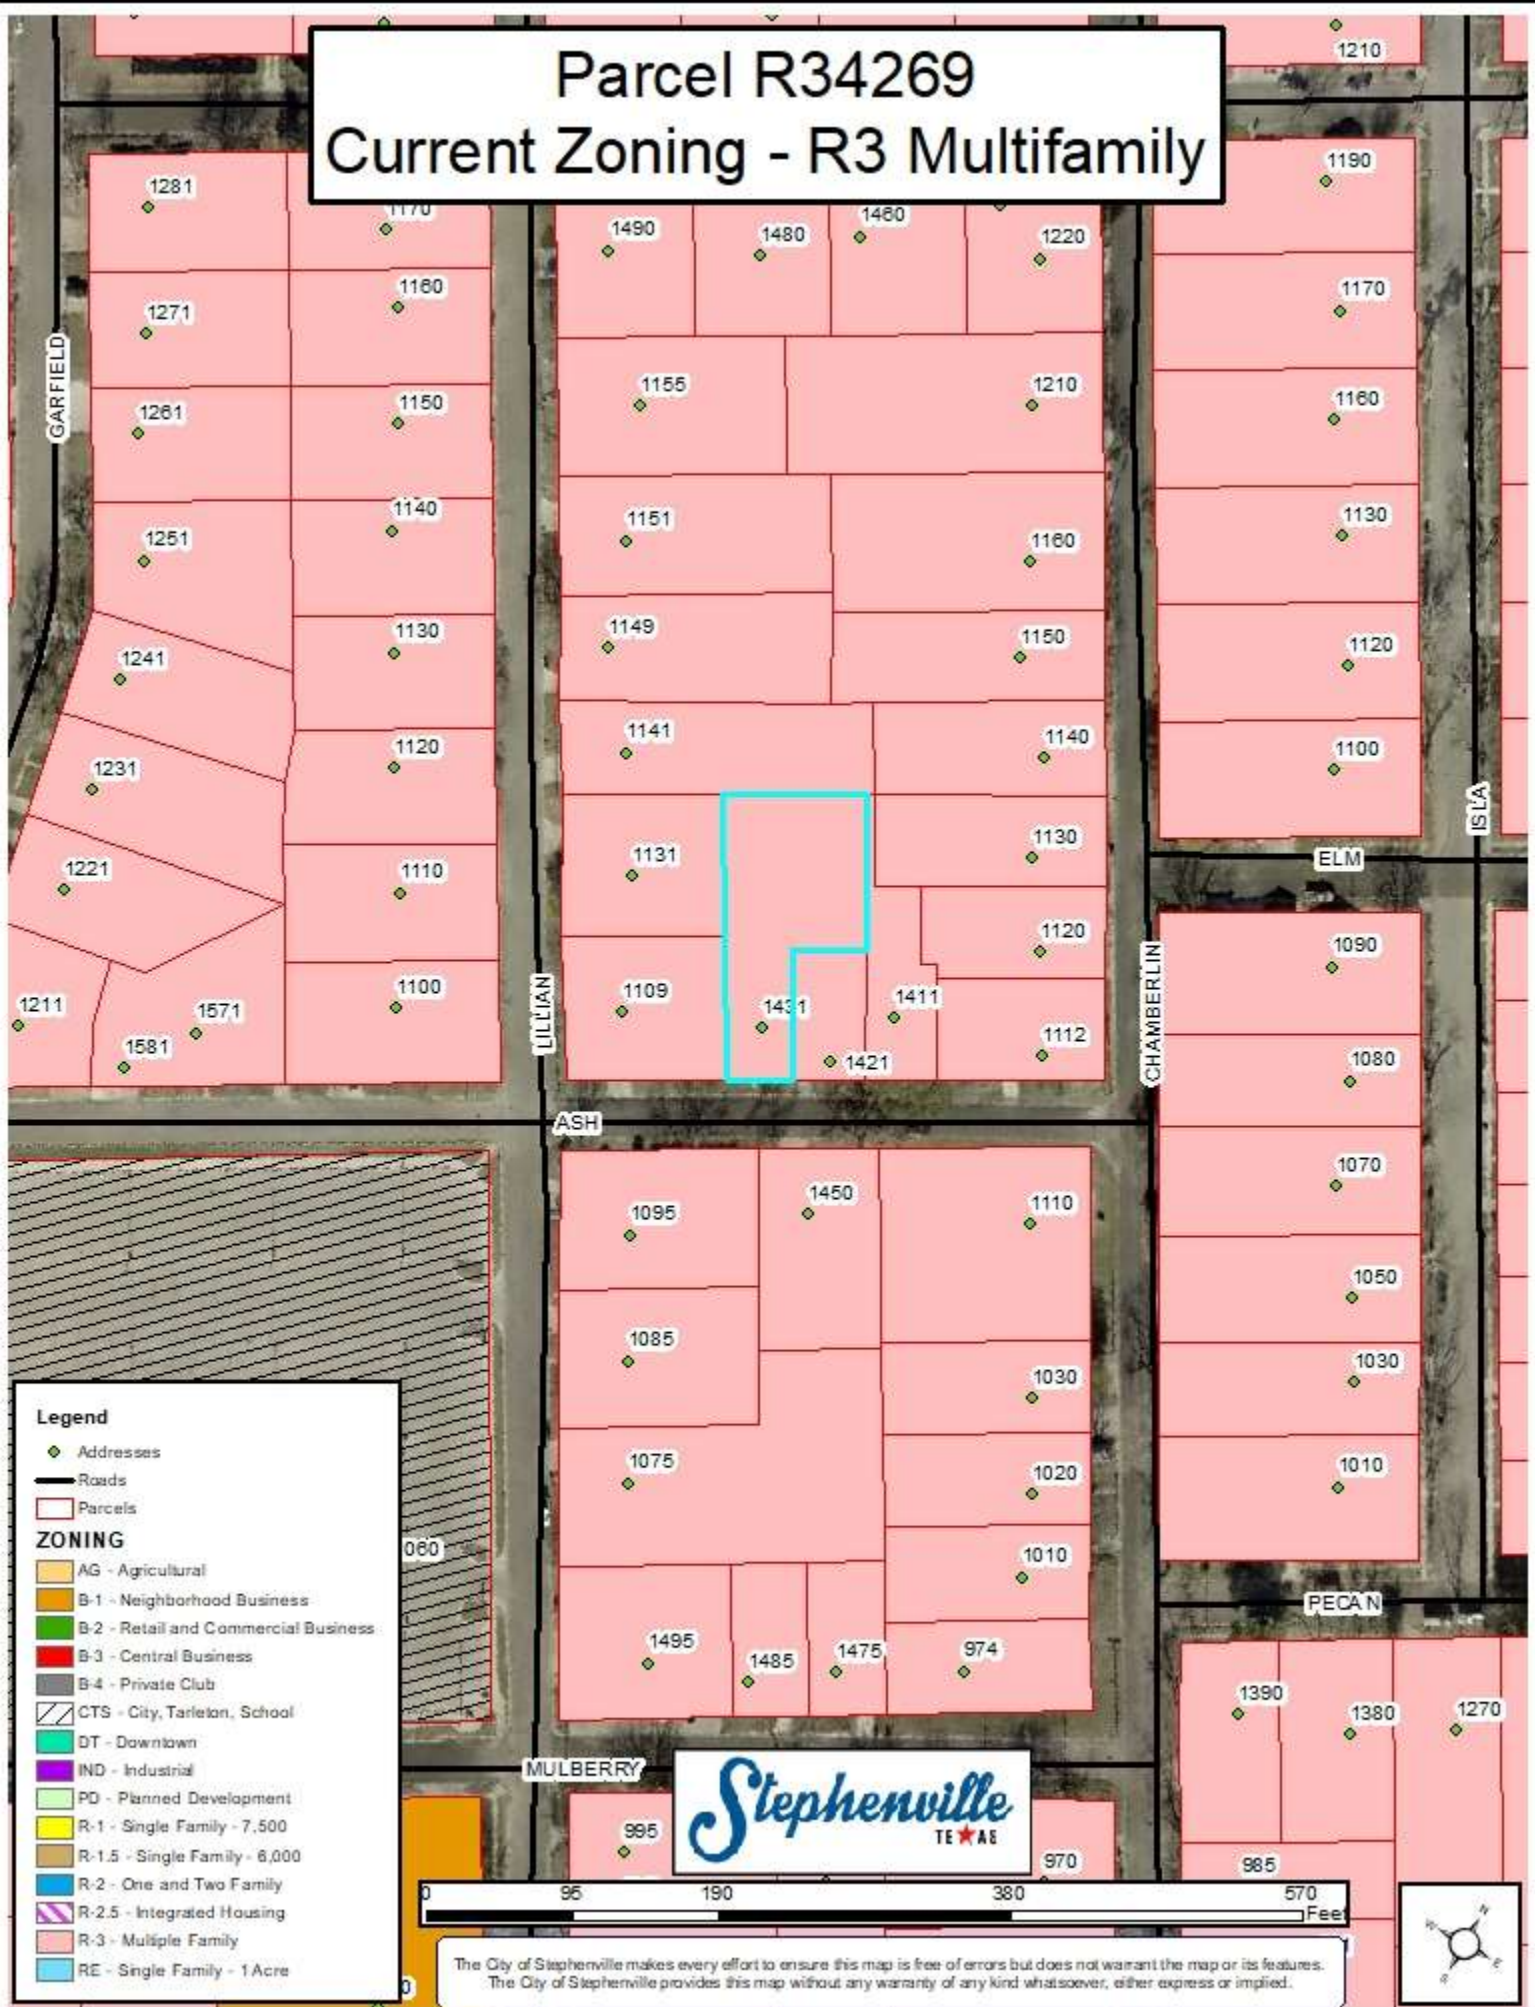 Parcel R34269
Current Zoning - R3 Multifamily
1210
1281
1170
1490
1480
1460
1220
1190
1271
1160
1170
GARFIELD
1261
1150
1155
1210
1160
1251
1140
1151
1160
1130
1241
1130
1149
1150
1120
1231
1120
1141
1140
1100
ISLA
1221
1110
1131
1130
ELM
1120
1090
1211
1571
1581
1100
LILLIAN
1109
1431
1421
1411
1112
CHAMBERLIN
1080
ASH
1095
1450
1110
1070
1085
1030
1050
1030
1075
1020
1010
1010
060
PECAN
1495
1485
1475
974
1390
1380
1270
MULBERRY
Stephenville
TEXAS
995
970
985
Legend
Addresses
Roads
Parcels
ZONING
AG - Agricultural
B-1 - Neighborhood Business
B-2 - Retail and Commercial Business
B-3 - Central Business
B-4 - Private Club
CTS - City, Tarleton, School
DT - Downtown
IND - Industrial
PD - Planned Development
R-1 - Single Family - 7,500
R-1.5 - Single Family - 6,000
R-2 - One and Two Family
R-2.5 - Integrated Housing
R-3 - Multiple Family
RE - Single Family - 1 Acre
0 95 190 380 570
Feet
The City of Stephenville makes every effort to ensure this map is free of errors but does not warrant the map or its features.
The City of Stephenville provides this map without any warranty of any kind whatsoever, either express or implied.
N
E
S
W